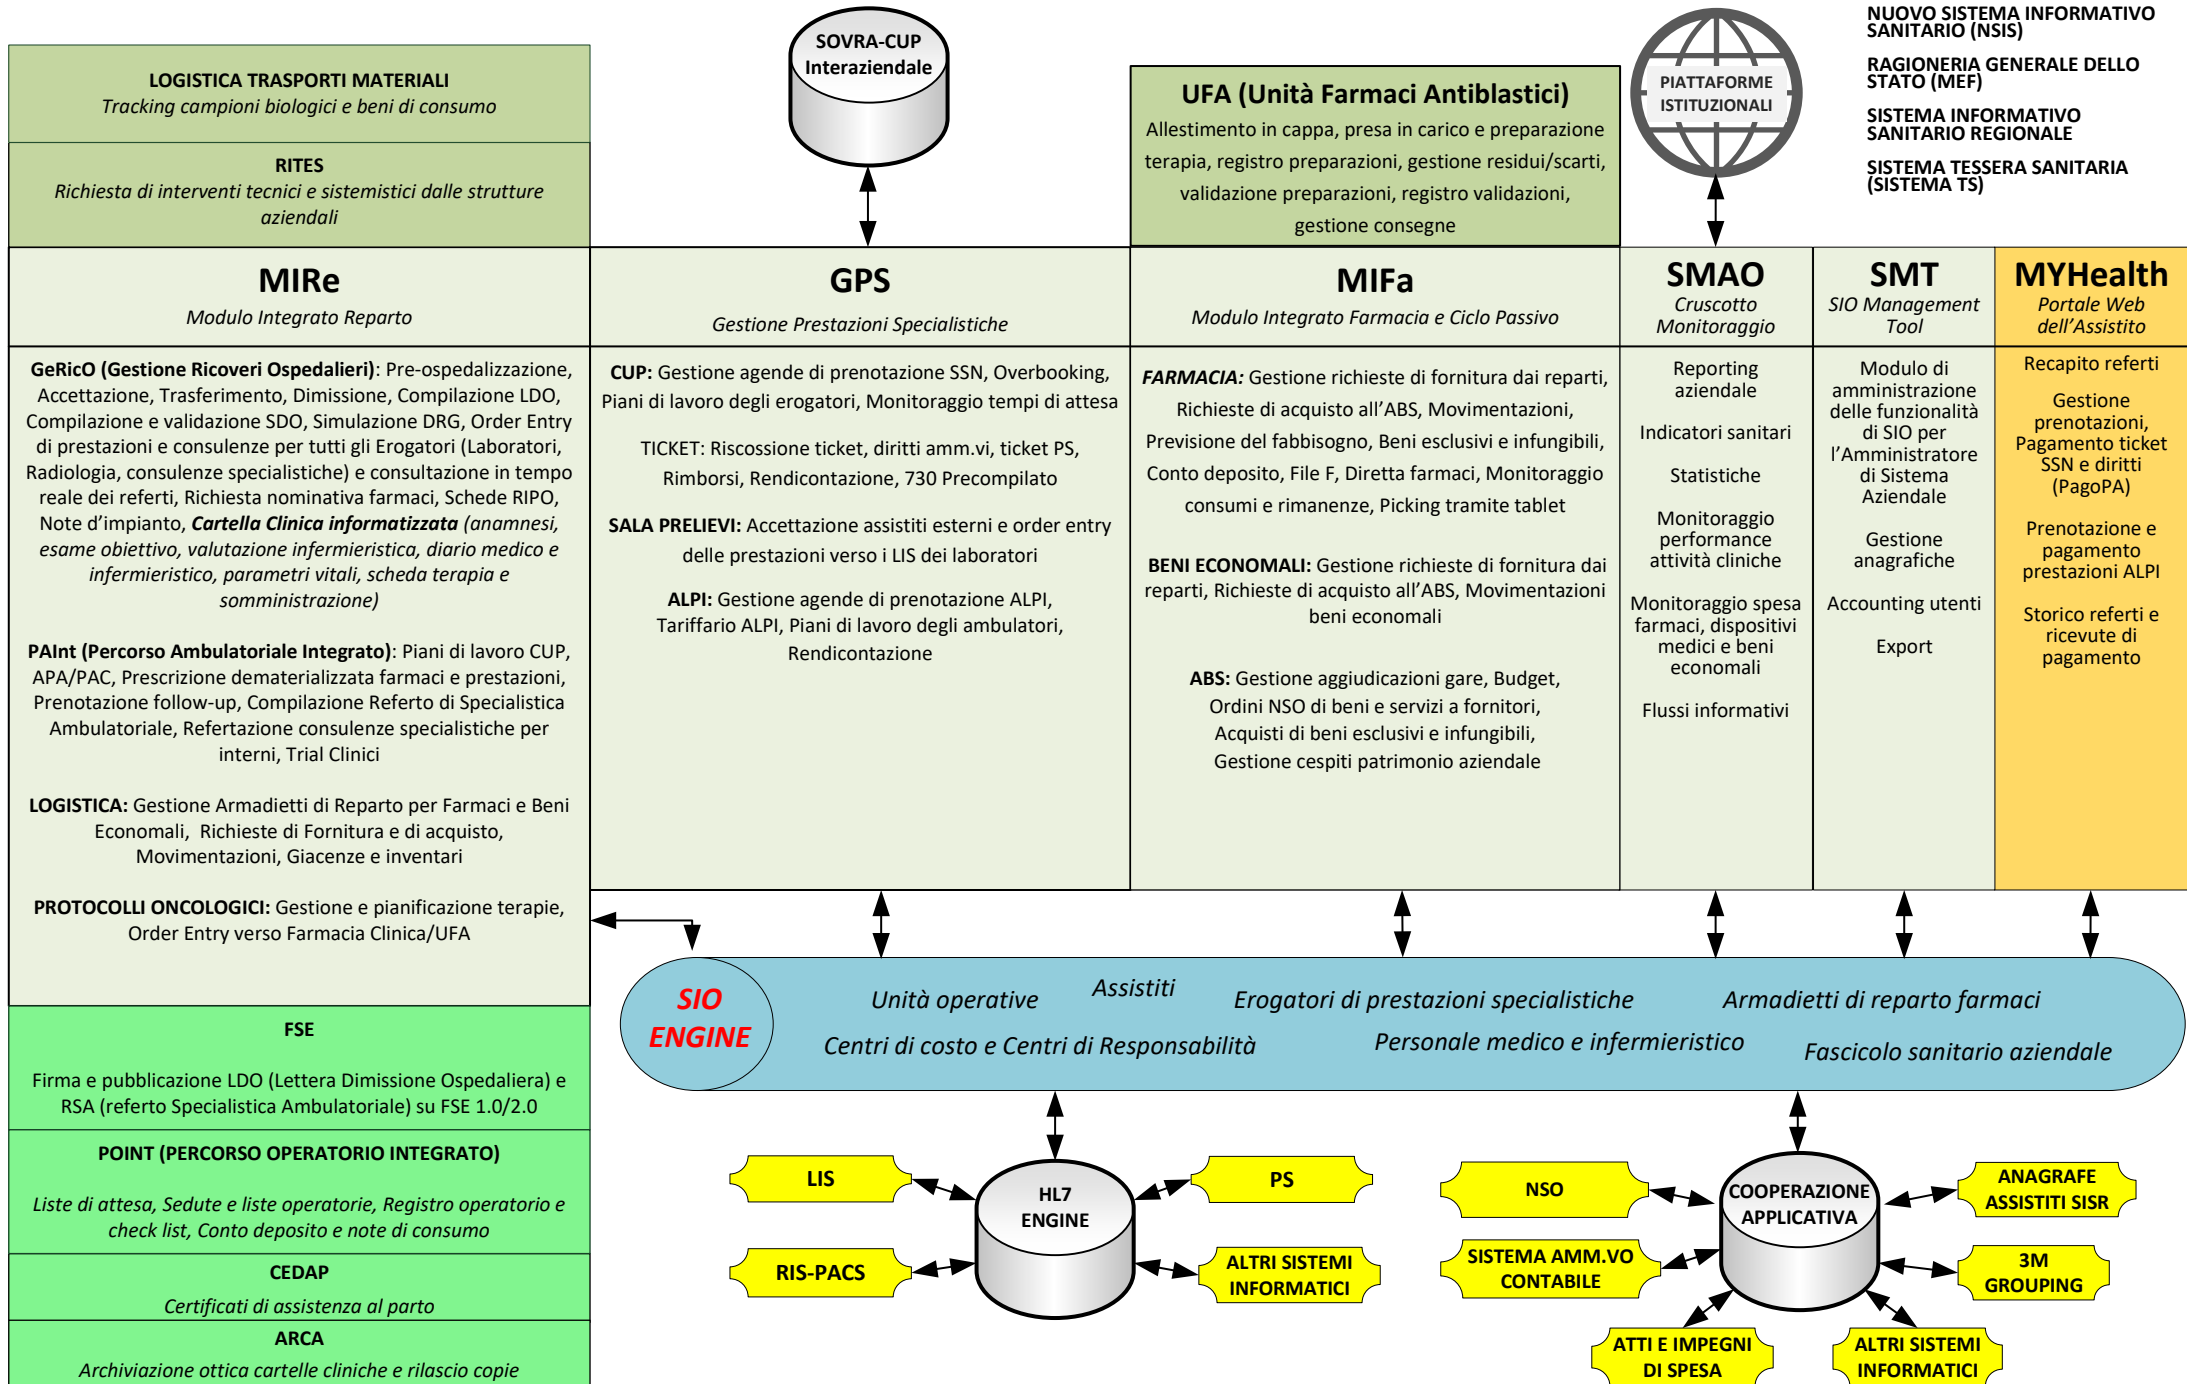 LOGISTICA TRASPORTI MATERIALI
Tracking campioni biologici e beni di consumo
RITES
Richiesta di interventi tecnici e sistemistici dalle strutture
aziendali
SOVRA-CUP
Interaziendale
UFA (Unità Farmaci Antiblastici)
Allestimento in cappa, presa in carico e preparazione
terapia, registro preparazioni, gestione residui/scarti,
validazione preparazioni, registro validazioni,
gestione consegne
PIATTAFORME
ISTITUZIONALI
NUOVO SISTEMA INFORMATIVO
SANITARIO (NSIS)
RAGIONERIA GENERALE DELLO
STATO (MEF)
SISTEMA INFORMATIVO
SANITARIO REGIONALE
SISTEMA TESSERA SANITARIA
(SISTEMA TS)
MIRe
Modulo Integrato Reparto
GeRicO (Gestione Ricoveri Ospedalieri): Pre-ospedalizzazione,
Accettazione, Trasferimento, Dimissione, Compilazione LDO,
Compilazione e validazione SDO, Simulazione DRG, Order Entry
di prestazioni e consulenze per tutti gli Erogatori (Laboratori,
Radiologia, consulenze specialistiche) e consultazione in tempo
reale dei referti, Richiesta nominativa farmaci, Schede RIPO,
Note d'impianto, Cartella Clinica informatizzata (anamnesi,
esame obiettivo, valutazione infermieristica, diario medico e
infermieristico, parametri vitali, scheda terapia e
somministrazione)
PAInt (Percorso Ambulatoriale Integrato): Piani di lavoro CUP,
APA/PAC, Prescrizione dematerializzata farmaci e prestazioni,
Prenotazione follow-up, Compilazione Referto di Specialistica
Ambulatoriale, Refertazione consulenze specialistiche per
interni, Trial Clinici
LOGISTICA: Gestione Armadietti di Reparto per Farmaci e Beni
Economali, Richieste di Fornitura e di acquisto,
Movimentazioni, Giacenze e inventari
PROTOCOLLI ONCOLOGICI: Gestione e pianificazione terapie,
Order Entry verso Farmacia Clinica/UFA
GPS
Gestione Prestazioni Specialistiche
CUP: Gestione agende di prenotazione SSN, Overbooking,
Piani di lavoro degli erogatori, Monitoraggio tempi di attesa
TICKET: Riscossione ticket, diritti amm.vi, ticket PS,
Rimborsi, Rendicontazione, 730 Precompilato
SALA PRELIEVI: Accettazione assistiti esterni e order entry
delle prestazioni verso i LIS dei laboratori
ALPI: Gestione agende di prenotazione ALPI,
Tariffario ALPI, Piani di lavoro degli ambulatori,
Rendicontazione
MIFa
Modulo Integrato Farmacia e Ciclo Passivo
FARMACIA: Gestione richieste di fornitura dai reparti,
Richieste di acquisto all'ABS, Movimentazioni,
Previsione del fabbisogno, Beni esclusivi e infungibili,
Conto deposito, File F, Diretta farmaci, Monitoraggio
consumi e rimanenze, Picking tramite tablet
BENI ECONOMALI: Gestione richieste di fornitura dai
reparti, Richieste di acquisto all'ABS, Movimentazioni
beni economali
ABS: Gestione aggiudicazioni gare, Budget,
Ordini NSO di beni e servizi a fornitori,
Acquisti di beni esclusivi e infungibili,
Gestione cespiti patrimonio aziendale
SMAO
Cruscotto
Monitoraggio
Reporting
aziendale
Indicatori sanitari
Statistiche
Monitoraggio
performance
attività cliniche
Monitoraggio spesa
farmaci, dispositivi
medici e beni
economali
Flussi informativi
SMT
SIO Management
Tool
Modulo di
amministrazione
delle funzionalità
di SIO per
l'Amministratore
di Sistema
Aziendale
Gestione
anagrafiche
Accounting utenti
Export
MYHealth
Portale Web
dell'Assistito
Recapito referti
Gestione
prenotazioni,
Pagamento ticket
SSN e diritti
(PagoPA)
Prenotazione e
pagamento
prestazioni ALPI
Storico referti e
ricevute di
pagamento
SIO
ENGINE
Unità operative
Assistiti
Erogatori di prestazioni specialistiche
Armadietti di reparto farmaci
Centri di costo e Centri di Responsabilità
Personale medico e infermieristico
Fascicolo sanitario aziendale
FSE
Firma e pubblicazione LDO (Lettera Dimissione Ospedaliera) e
RSA (referto Specialistica Ambulatoriale) su FSE 1.0/2.0
POINT (PERCORSO OPERATORIO INTEGRATO)
Liste di attesa, Sedute e liste operatorie, Registro operatorio e
check list, Conto deposito e note di consumo
CEDAP
Certificati di assistenza al parto
ARCA
Archiviazione ottica cartelle cliniche e rilascio copie
LIS
PS
HL7
ENGINE
RIS-PACS
ALTRI SISTEMI
INFORMATICI
NSO
COOPERAZIONE
APPLICATIVA
ANAGRAFE
ASSISTITI SISR
SISTEMA AMM.VO
CONTABILE
3M
GROUPING
ATTI E IMPEGNI
DI SPESA
ALTRI SISTEMI
INFORMATICI